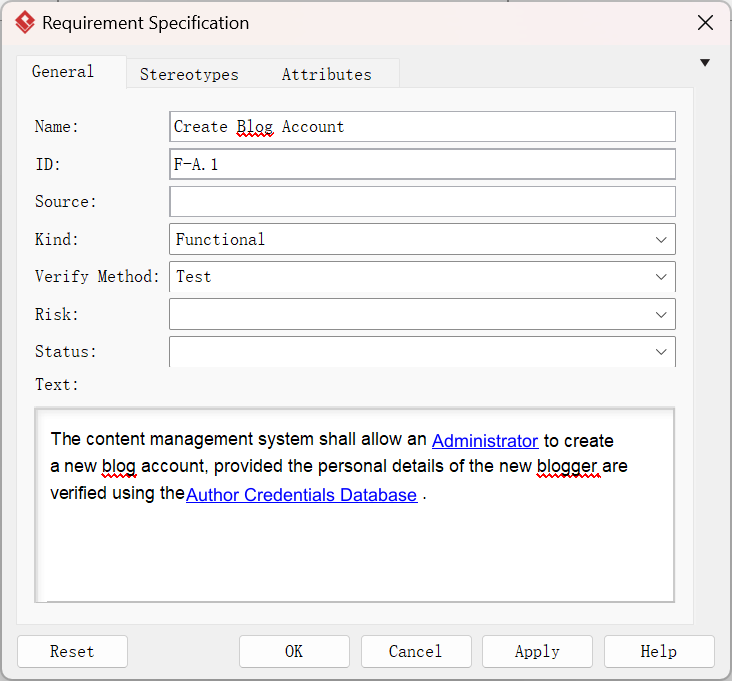 Requirement Specification
General Stereotypes Attributes
Name: Create Blog Account
ID: F-A.1
Source:
Kind: Functional
Verify Method: Test
Risk:
Status:
Text:
The content management system shall allow an Administrator to create
a new blog account, provided the personal details of the new blogger are
verified using the Author Credentials Database .
Reset OK Cancel Apply Help